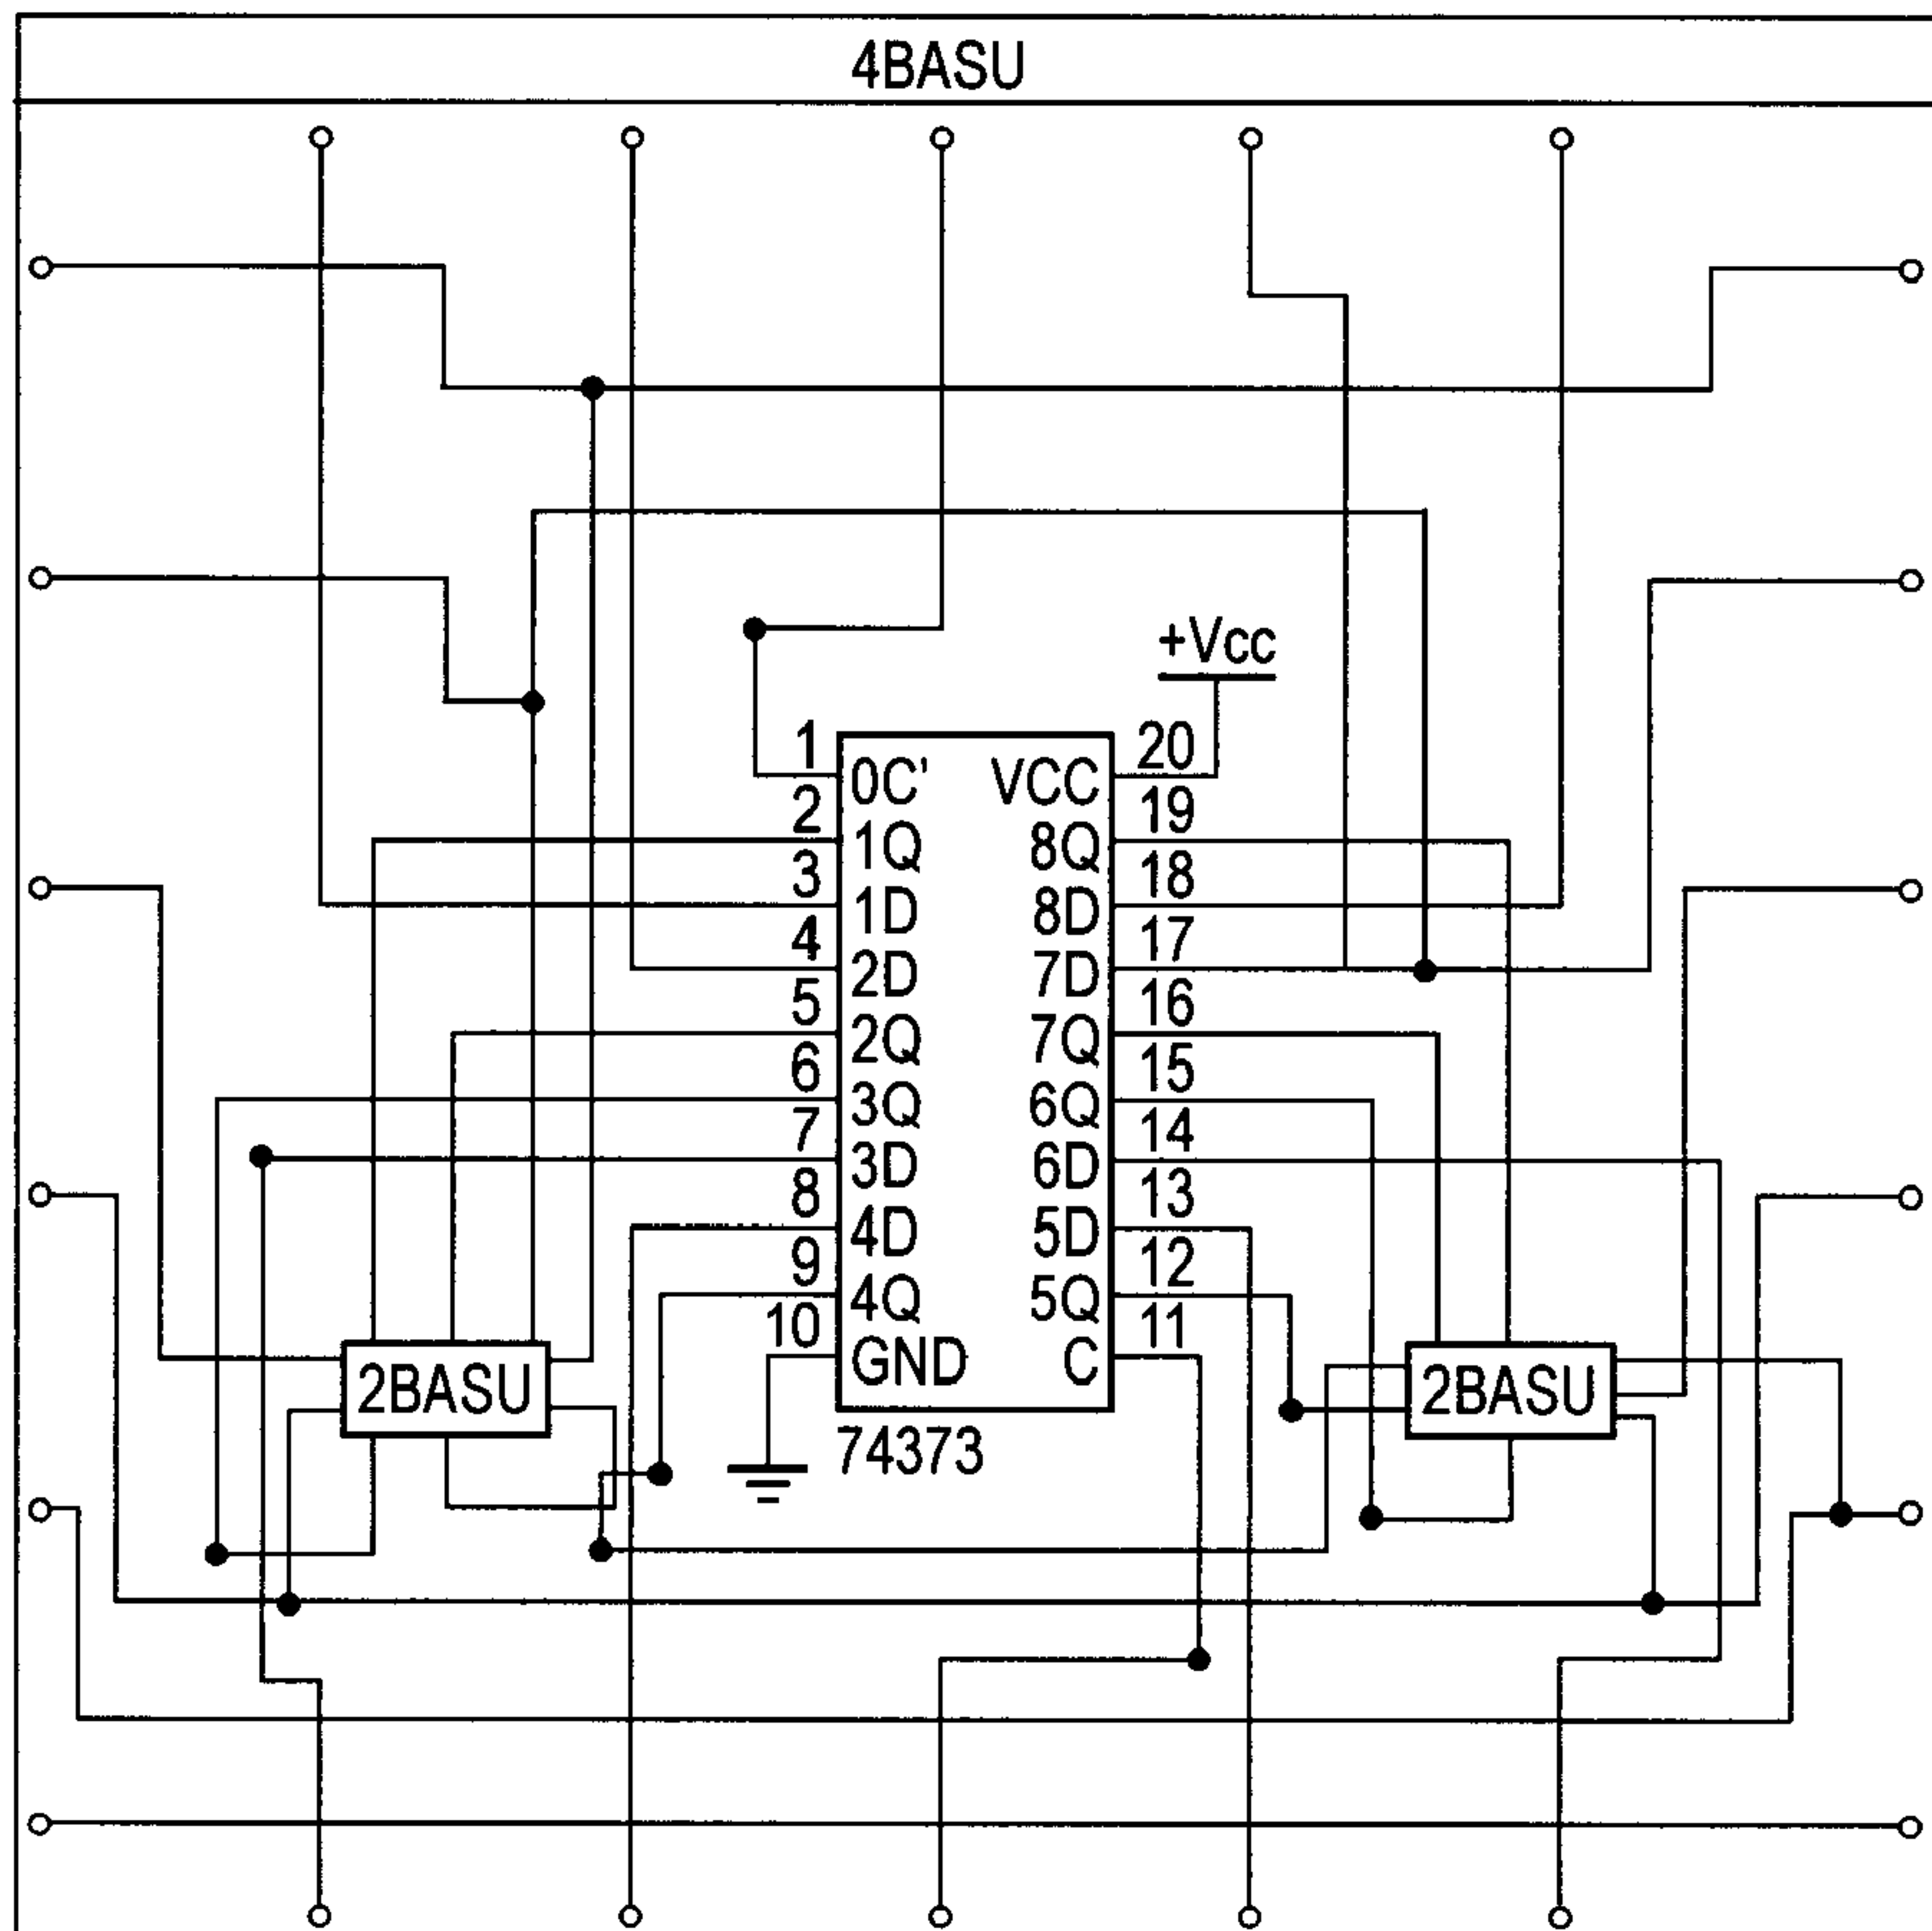 4BASU
+Vcc
1 20
0C' VCC
2 19
1Q 8Q
3 18
1D 8D
4 17
2D 7D
5 16
2Q 7Q
6 15
3Q 6Q
7 14
3D 6D
8 13
4D 5D
9 12
4Q 5Q
10 11
GND C
2BASU 2BASU
74373